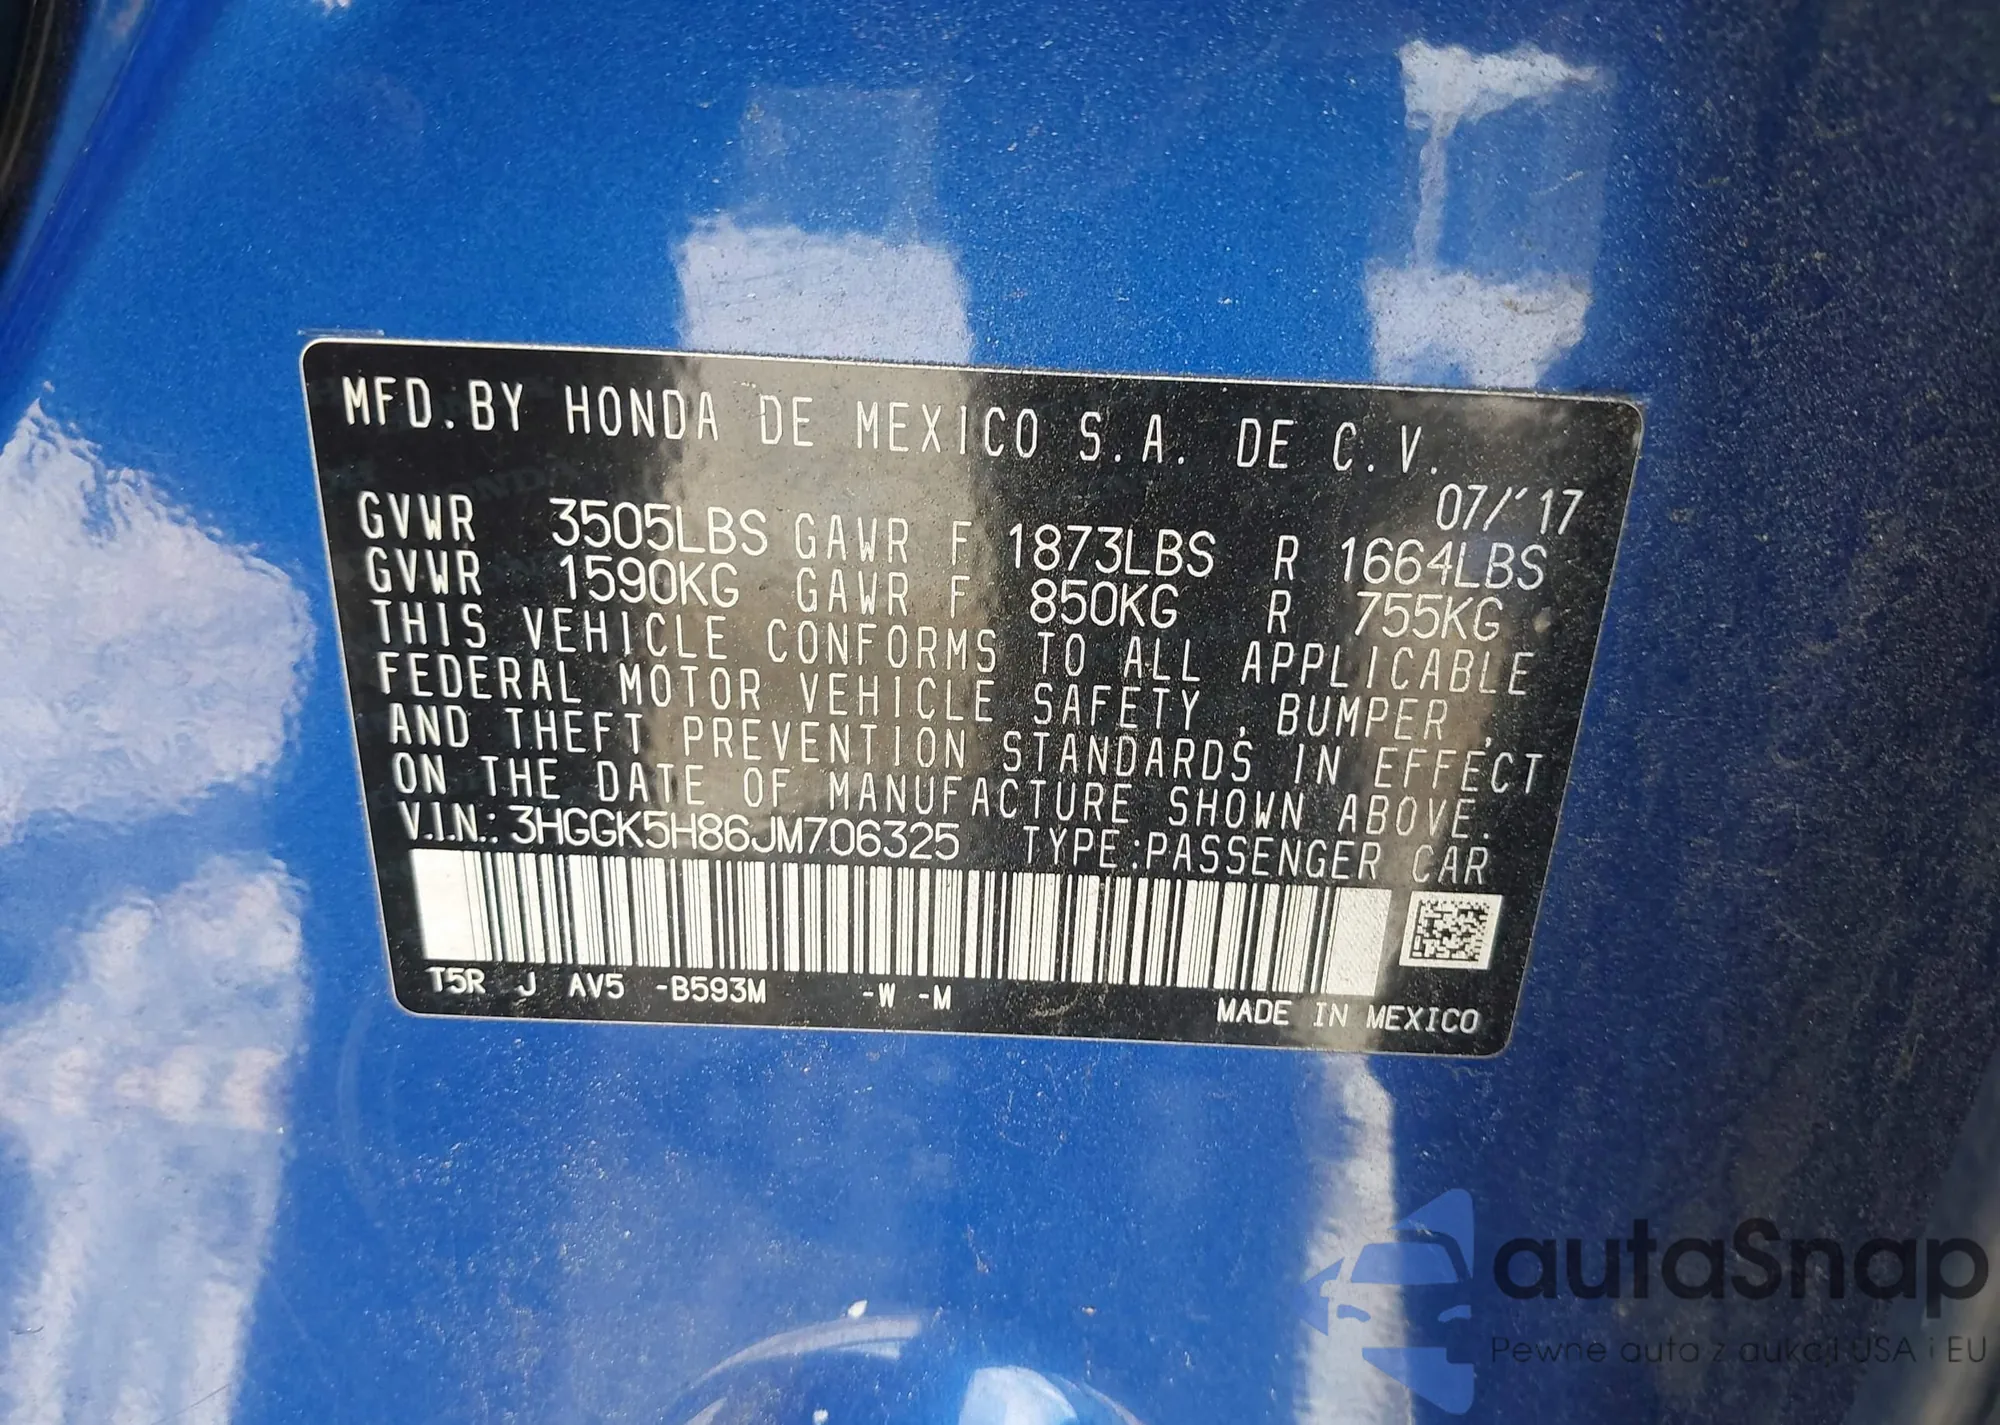 MFD.BY HONDA DE MEXICO S.A. DE C.V.
07/'17
GVWR 3505LBS GAWR F 1873LBS R 1664LBS
GVWR 1590KG GAWR F 850KG R 755KG
THIS VEHICLE CONFORMS TO ALL APPLICABLE
FEDERAL MOTOR VEHICLE SAFETY, BUMPER,
AND THEFT PREVENTION STANDARDS IN EFFECT
ON THE DATE OF MANUFACTURE SHOWN ABOVE.
V.I.N.: 3HGGK5H86JM706325 TYPE:PASSENGER CAR
T5R J AV5 -B593M -W -M
MADE IN MEXICO
autaSnap
Pewne auta z aukcji USA i EU